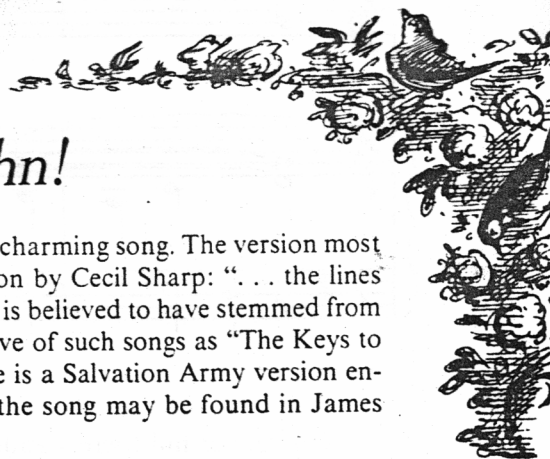 hn!
charming song. The version most
on by Cecil Sharp: “. . . the lines
is believed to have stemmed from
ve of such songs as “The Keys to
e is a Salvation Army version en-
the song may be found in James